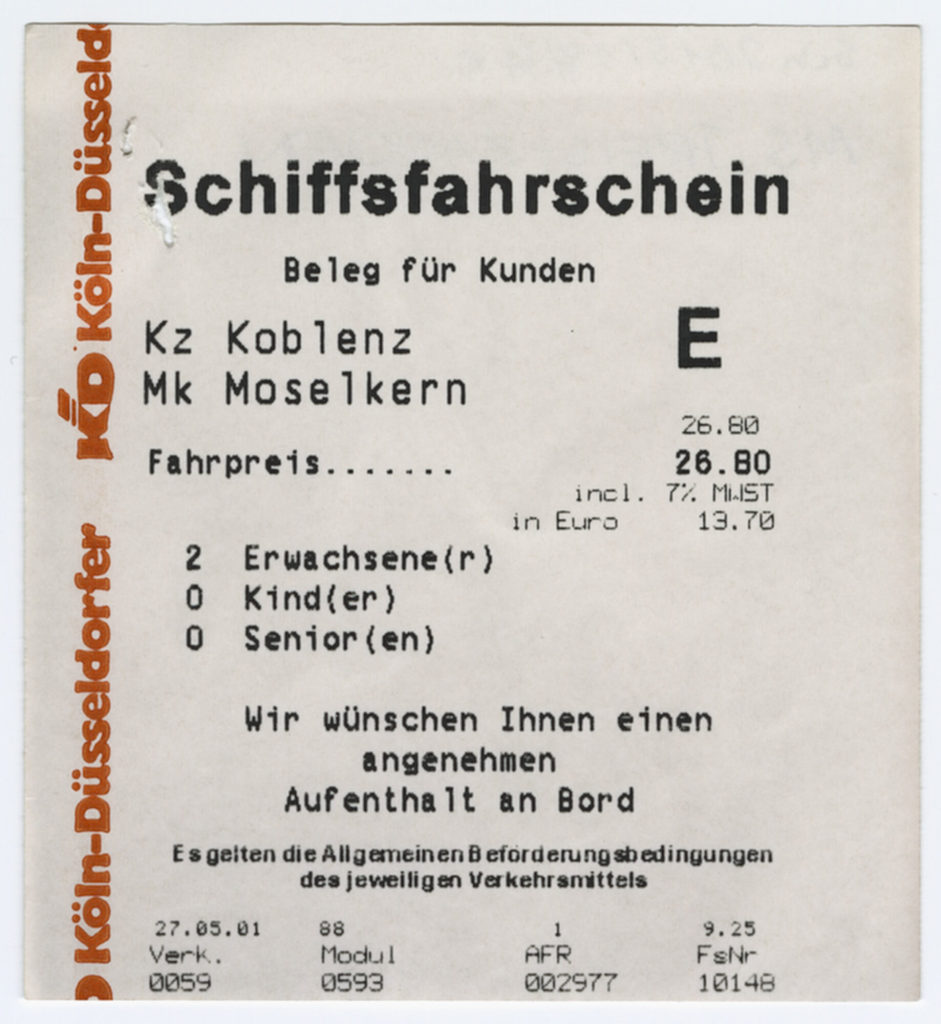 Schiffsfahrschein
Beleg für Kunden
Kz Koblenz
E
Mk Moselkern
26.80
Fahrpreis....... 26.80
incl. 7% MWST
in Euro 13.70
2 Erwachsene(r)
0 Kind(er)
0 Senior(en)
Wir wünschen Ihnen einen
angenehmen
Aufenthalt an Bord
Es gelten die Allgemeinen Beförderungsbedingungen
des jeweiligen Verkehrsmittels
27.05.01 88 1 9.25
Verk. Modul AFR FsNr
0059 0593 002977 10148
Köln-Düsseldorfer KD Köln-Düsseld